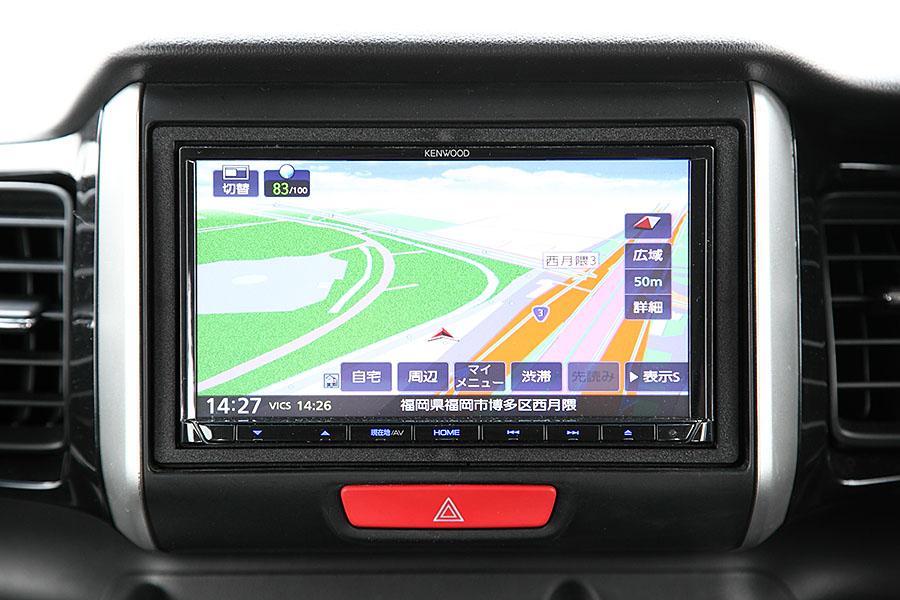 KENWOOD
切替
83/100
広域
西月隈3
50m
詳細
3
自宅
周辺
マイ
メニュー
渋滞
先読み
表示S
14:27 VICS 14:26 福岡県福岡市博多区西月隈
現在地/AV
HOME